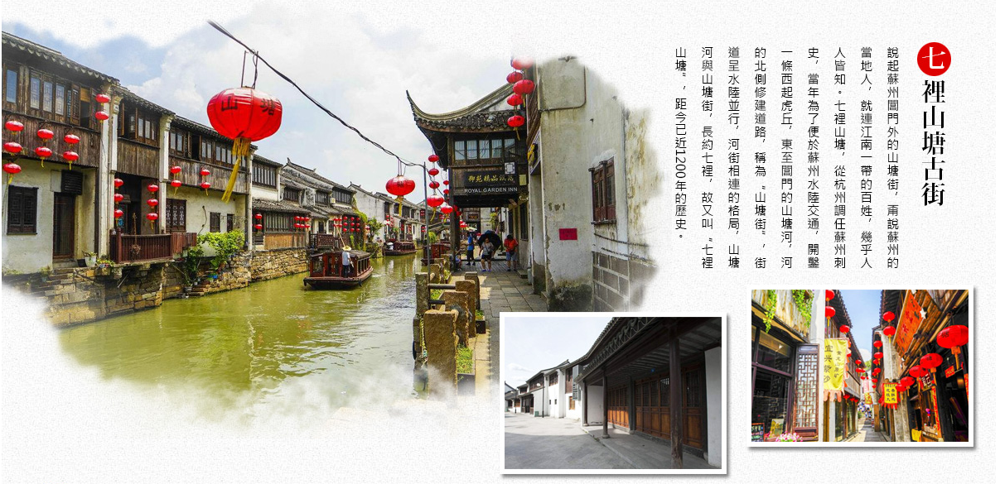 七裡山塘古街
說起蘇州閶門外的山塘街，甭說蘇州的
當地人，就連江南一帶的百姓，幾乎人
人皆知。七裡山塘，從杭州調任蘇州刺
史，當年為了便於蘇州水陸交通，開鑿
一條西起虎丘，東至閶門的山塘河，河
的北側修建道路，稱為“山塘街”，街
道呈水陸並行，河街相連的格局，山塘
河與山塘街，長約七裡，故又叫“七裡
山塘”，距今已近1200年的歷史。
山塘
ROYAL GARDEN INN